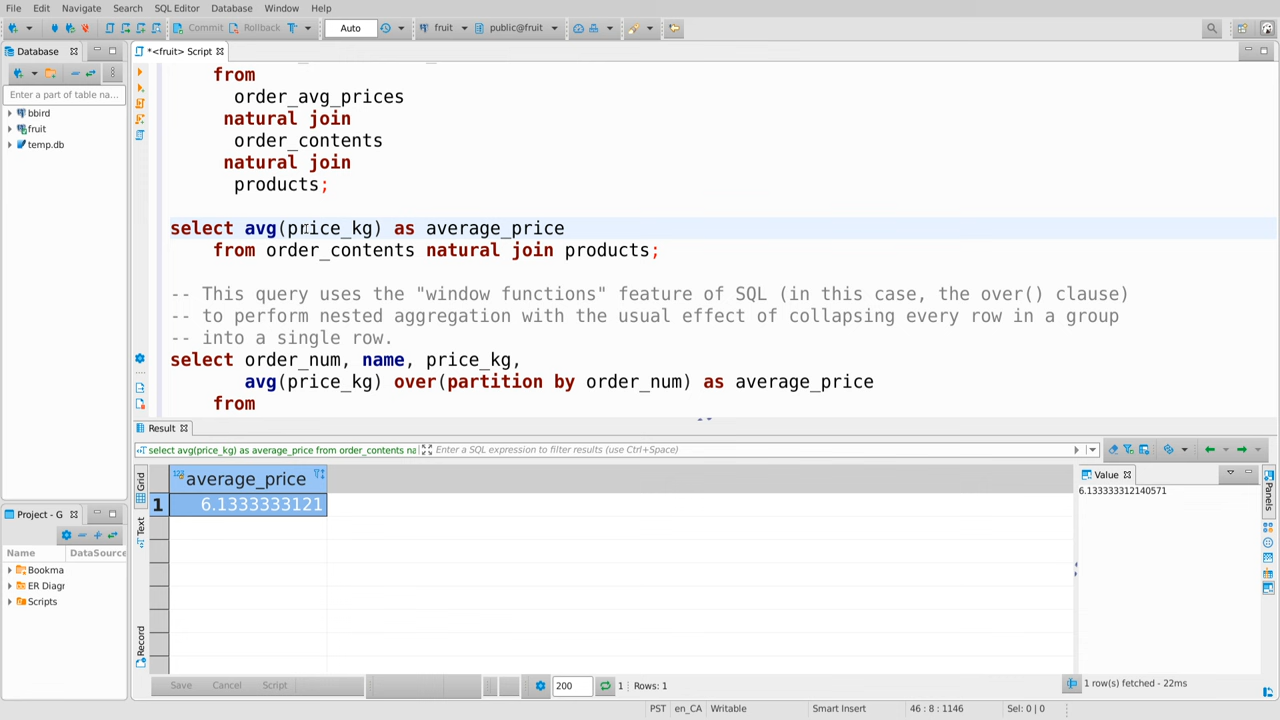 File Edit Navigate Search SQL Editor Database Window Help
Commit Rollback Auto fruit public@fruit
Database
*<fruit> Script
Enter a part of table na...
bbird
fruit
temp.db
from
order_avg_prices
natural join
order_contents
natural join
products;
select avg(price_kg) as average_price
from order_contents natural join products;
-- This query uses the "window functions" feature of SQL (in this case, the over() clause)
-- to perform nested aggregation with the usual effect of collapsing every row in a group
-- into a single row.
select order_num, name, price_kg,
avg(price_kg) over(partition by order_num) as average_price
from
Result
select avg(price_kg) as average_price from order_contents na
Enter a SQL expression to filter results (use Ctrl+Space)
Grid
Text
Record
average_price
1 6.1333333121
Value
6.133333312140571
Panels
Project - G
Name DataSource
Bookma
ER Diagr
Scripts
Save Cancel Script 200 1 Rows: 1
1 row(s) fetched - 22ms
PST en_CA Writable Smart Insert 46 : 8 : 1146 Sel: 0 | 0